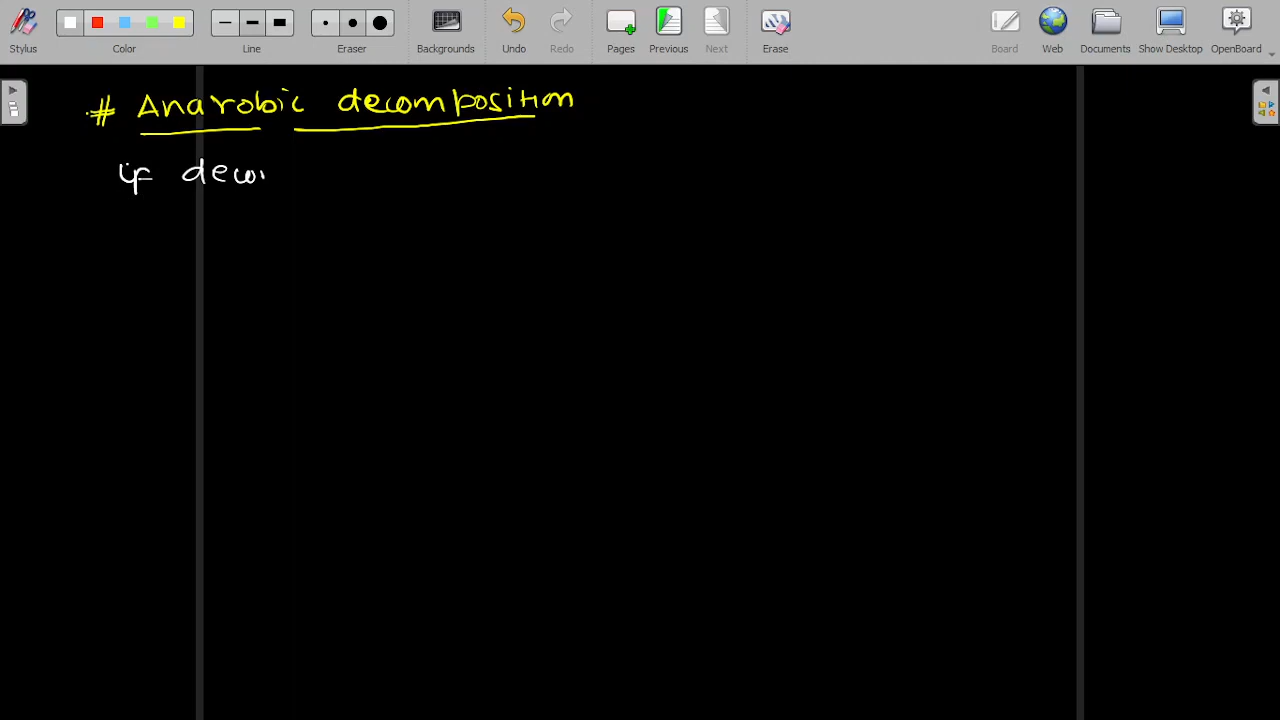 Stylus Color Line Eraser Backgrounds Undo Redo Pages Previous Next Erase Board Web Documents Show Desktop OpenBoard
# Anarobic decomposition
if deco